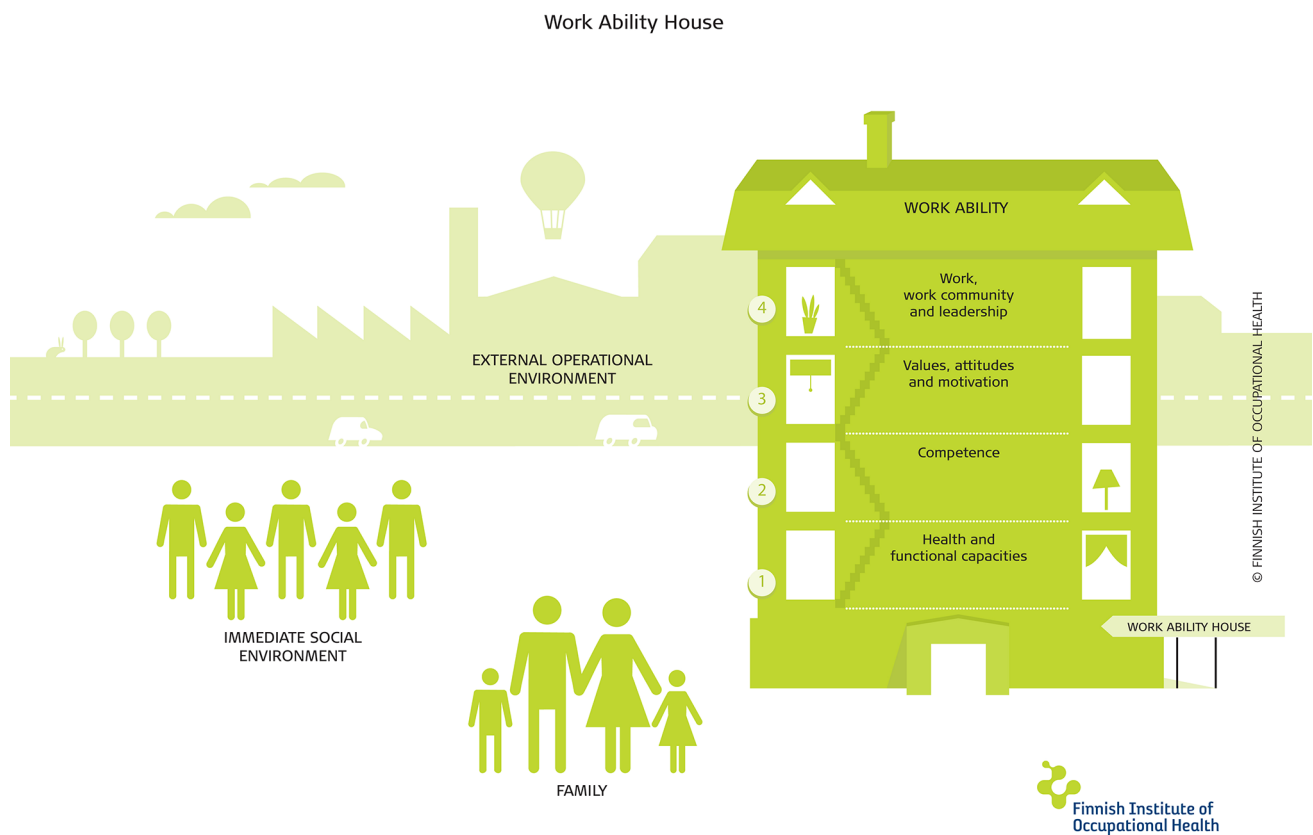 Work Ability House
WORK ABILITY
4
Work,
work community
and leadership
3
Values, attitudes
and motivation
2
Competence
1
Health and
functional capacities
EXTERNAL OPERATIONAL
ENVIRONMENT
IMMEDIATE SOCIAL
ENVIRONMENT
FAMILY
WORK ABILITY HOUSE
© FINNISH INSTITUTE OF OCCUPATIONAL HEALTH
Finnish Institute of
Occupational Health